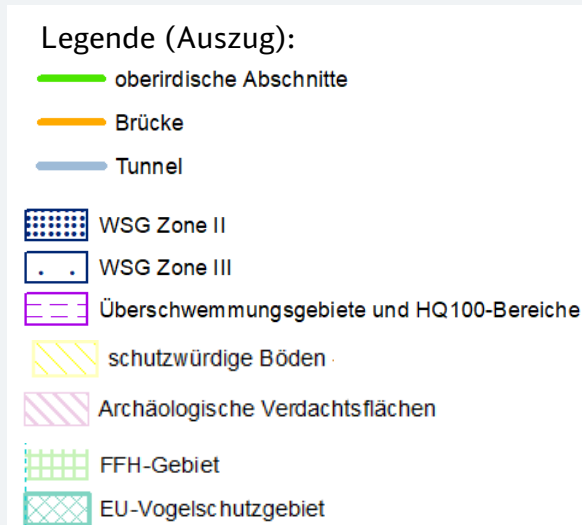 Legende (Auszug):
oberirdische Abschnitte
Brücke
Tunnel
WSG Zone II
WSG Zone III
Überschwemmungsgebiete und HQ100-Bereiche
schutzwürdige Böden
Archäologische Verdachtsflächen
FFH-Gebiet
EU-Vogelschutzgebiet